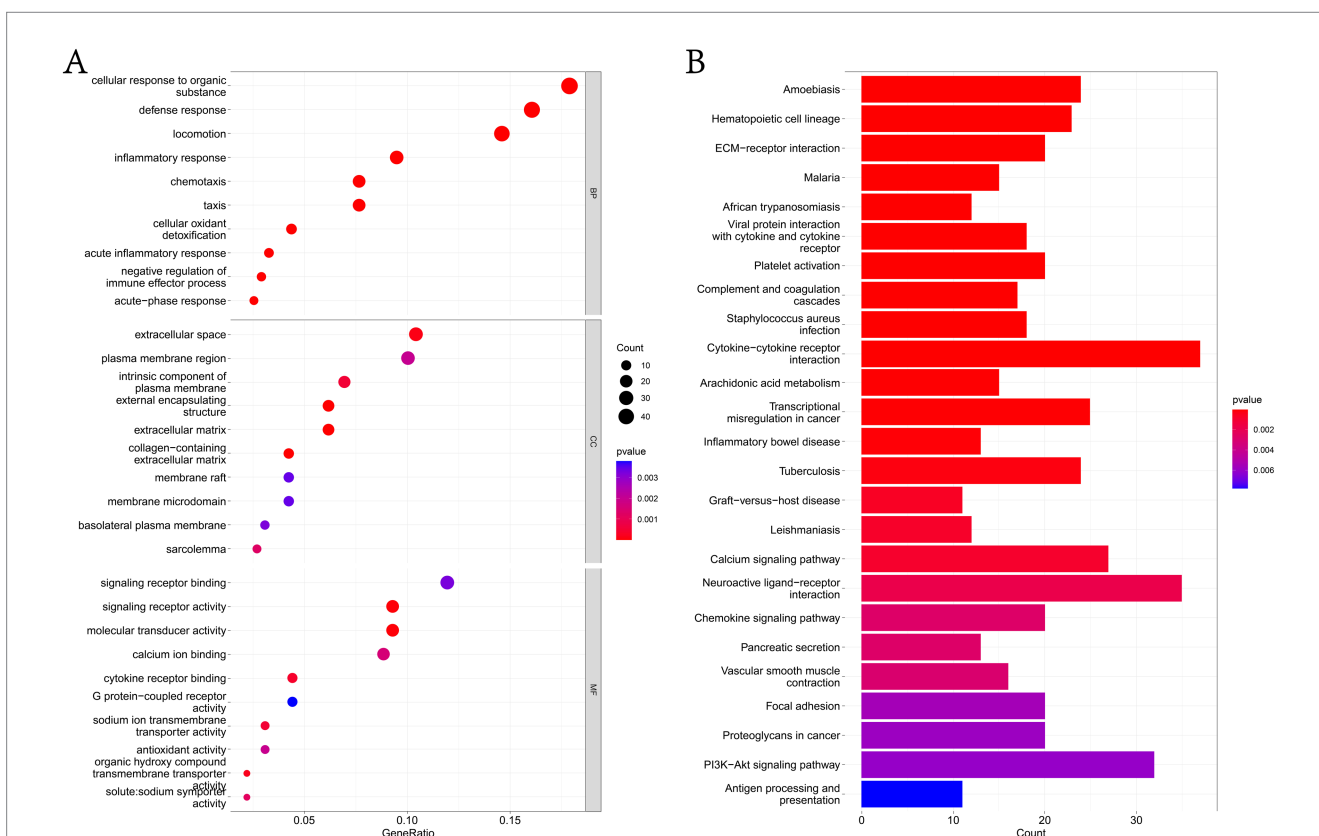 A
cellular response to organic
substance
defense response
locomotion
inflammatory response
chemotaxis
taxis
cellular oxidant
detoxification
acute inflammatory response
negative regulation of
immune effector process
acute−phase response
BP
extracellular space
plasma membrane region
intrinsic component of
plasma membrane
external encapsulating
structure
extracellular matrix
collagen−containing
extracellular matrix
membrane raft
membrane microdomain
basolateral plasma membrane
sarcolemma
CC
signaling receptor binding
signaling receptor activity
molecular transducer activity
calcium ion binding
cytokine receptor binding
G protein−coupled receptor
activity
sodium ion transmembrane
transporter activity
antioxidant activity
organic hydroxy compound
transmembrane transporter
activity
solute:sodium symporter
activity
MF
0.05 0.10 0.15
GeneRatio
Count
10
20
30
40
pvalue
0.003
0.002
0.001
B
Amoebiasis
Hematopoietic cell lineage
ECM−receptor interaction
Malaria
African trypanosomiasis
Viral protein interaction
with cytokine and cytokine
receptor
Platelet activation
Complement and coagulation
cascades
Staphylococcus aureus
infection
Cytokine−cytokine receptor
interaction
Arachidonic acid metabolism
Transcriptional
misregulation in cancer
Inflammatory bowel disease
Tuberculosis
Graft−versus−host disease
Leishmaniasis
Calcium signaling pathway
Neuroactive ligand−receptor
interaction
Chemokine signaling pathway
Pancreatic secretion
Vascular smooth muscle
contraction
Focal adhesion
Proteoglycans in cancer
PI3K−Akt signaling pathway
Antigen processing and
presentation
0 10 20 30
Count
pvalue
0.002
0.004
0.006